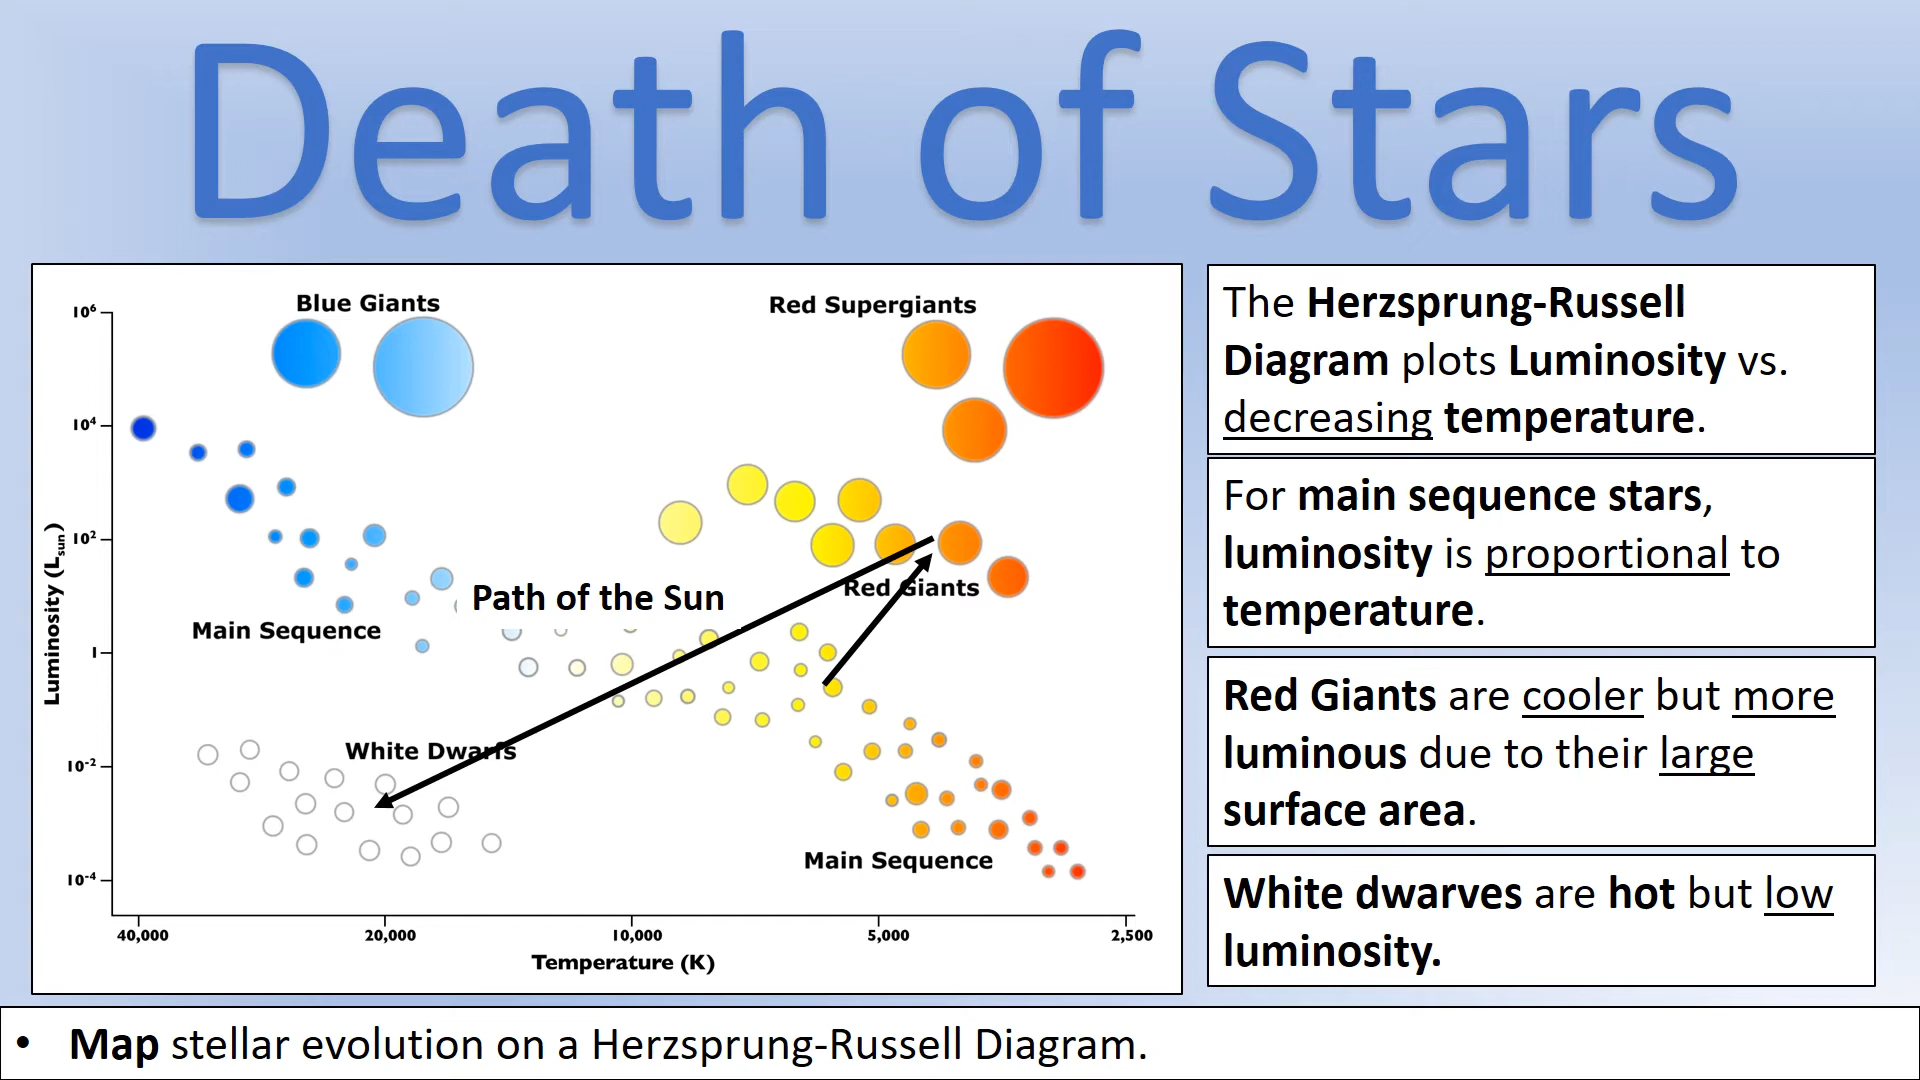 Death of Stars
Blue Giants
Red Supergiants
10⁶
10⁴
10²
1
10⁻²
10⁻⁴
Luminosity (Lsun)
Path of the Sun
Red Giants
Main Sequence
White Dwarfs
Main Sequence
40,000 20,000 10,000 5,000 2,500
Temperature (K)
The Herzsprung-Russell
Diagram plots Luminosity vs.
decreasing temperature.
For main sequence stars,
luminosity is proportional to
temperature.
Red Giants are cooler but more
luminous due to their large
surface area.
White dwarves are hot but low
luminosity.
• Map stellar evolution on a Herzsprung-Russell Diagram.